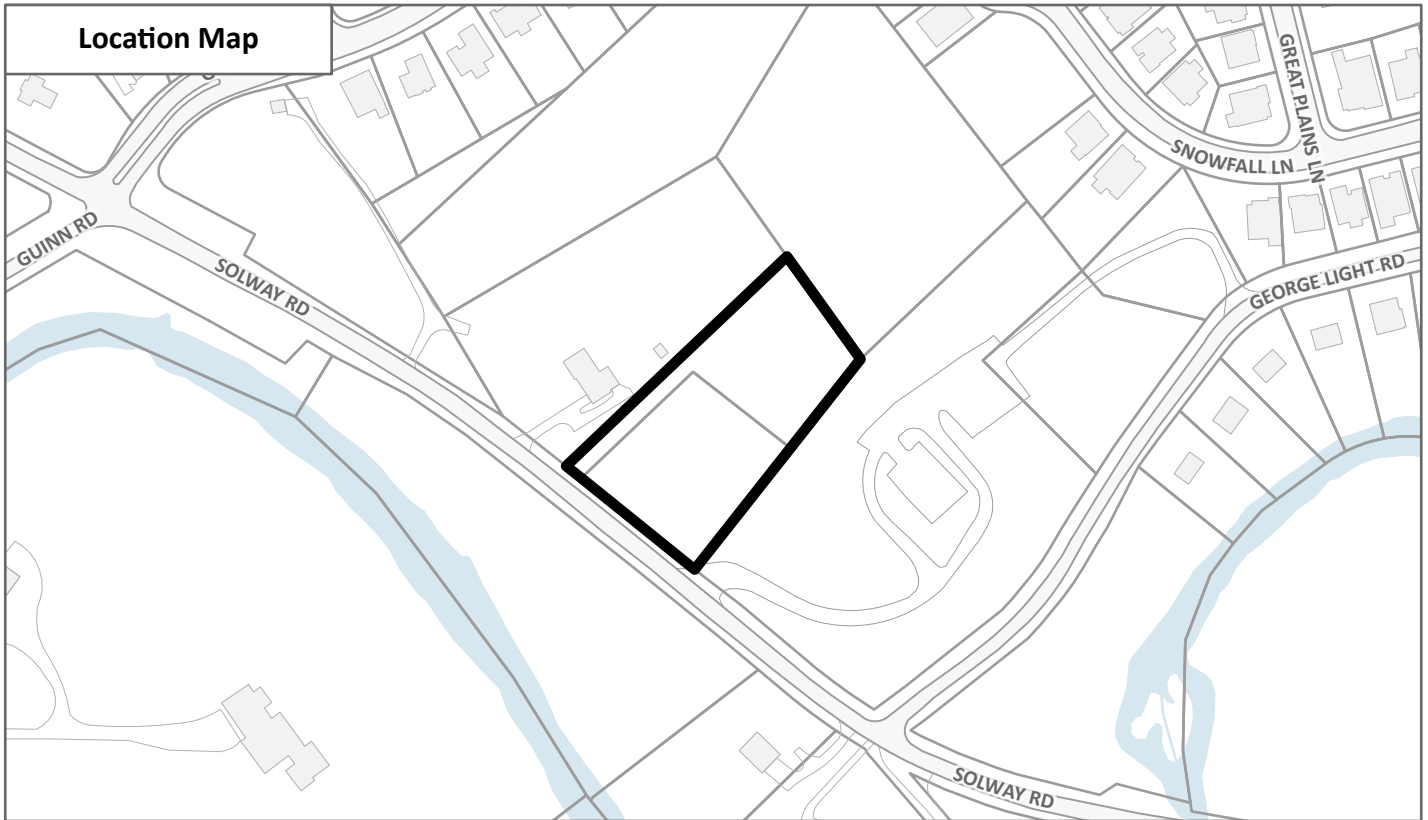 Location Map
GREAT PLAINS LN
SNOWFALL LN
GUINN RD
SOLWAY RD
GEORGE LIGHT RD
SOLWAY RD